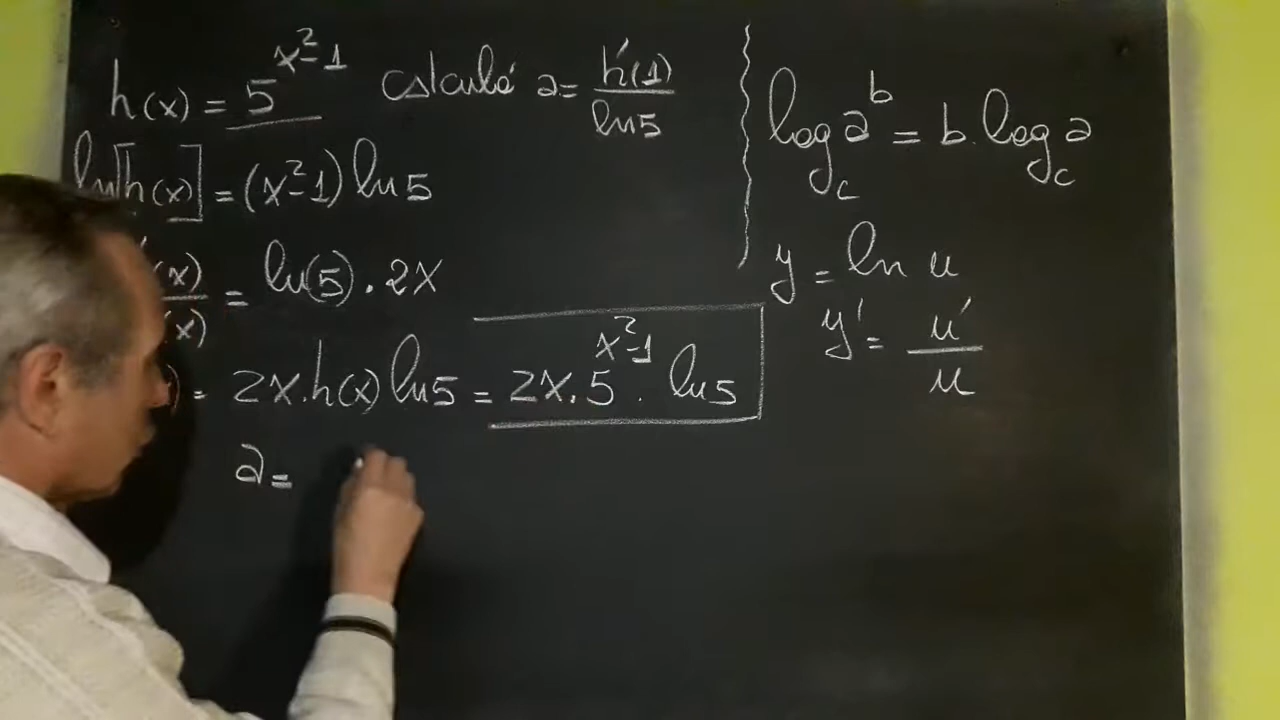 h(x) = 5^{x²-1} calculé a = h'(1)/ln5
ln[h(x)] = (x²-1) ln5
(x)/(x) = ln(5) . 2x
) = 2x.h(x) ln5 = 2x.5^{x²-1} . ln5
a =
log_c a^b = b. log_c a
y = ln u
y' = u'/u